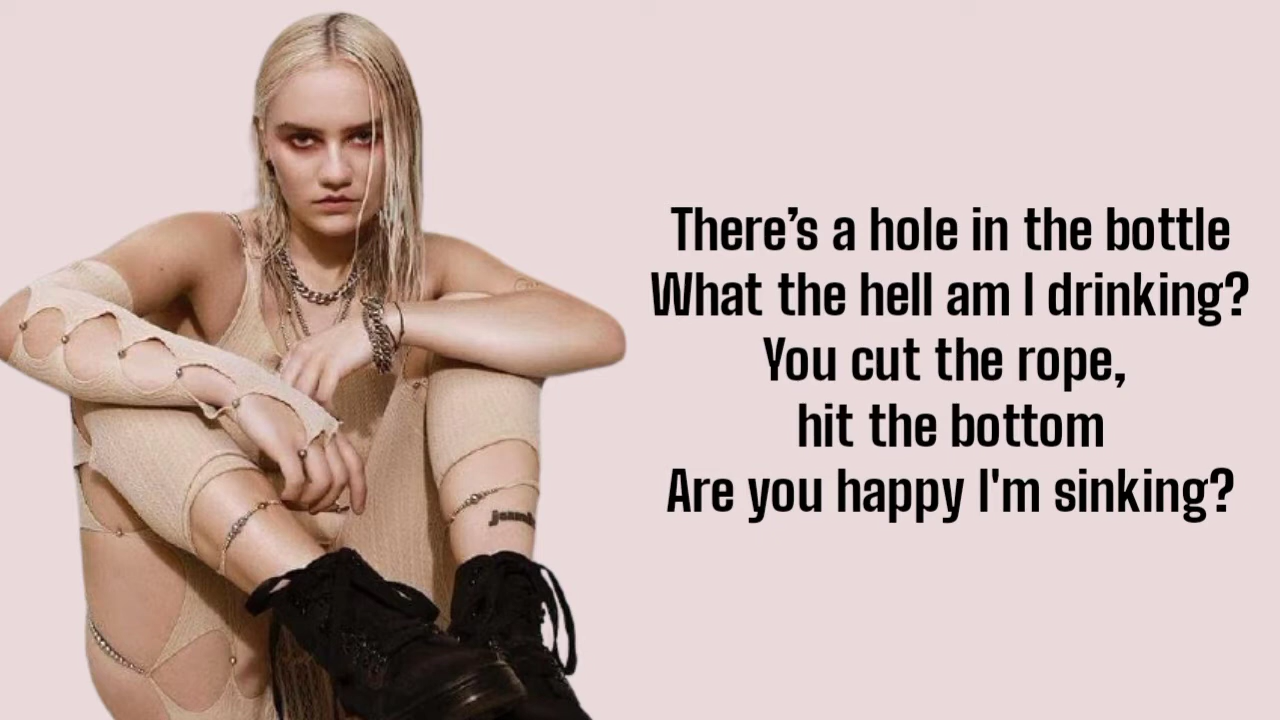 There’s a hole in the bottle
What the hell am I drinking?
You cut the rope,
hit the bottom
Are you happy I'm sinking?